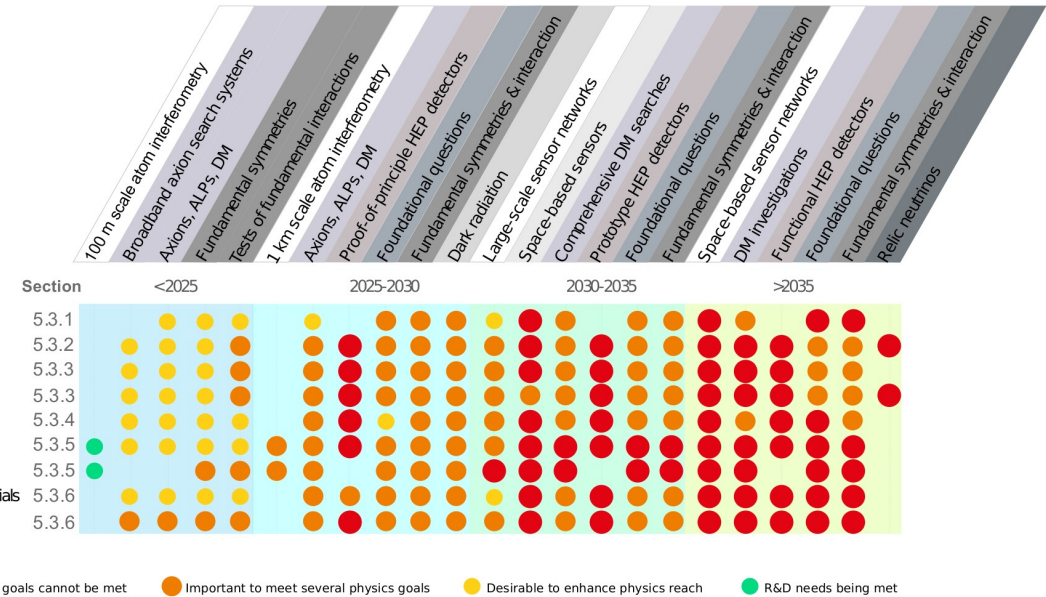 100 m scale atom interferometry
Broadband axion search systems
Axions, ALPs, DM
Fundamental symmetries
Tests of fundamental interactions
1 km scale atom interferometry
Axions, ALPs, DM
Proof-of-principle HEP detectors
Foundational questions
Fundamental symmetries & interaction
Dark radiation
Large-scale sensor networks
Space-based sensors
Comprehensive DM searches
Prototype HEP detectors
Foundational questions
Fundamental symmetries & interaction
Space-based sensor networks
DM investigations
Functional HEP detectors
Foundational questions
Fundamental symmetries & interaction
Relic neutrinos
Section <2025 2025-2030 2030-2035 >2035
5.3.1
5.3.2
5.3.3
5.3.3
5.3.4
5.3.5
5.3.5
ials 5.3.6
5.3.6
goals cannot be met Important to meet several physics goals Desirable to enhance physics reach R&D needs being met